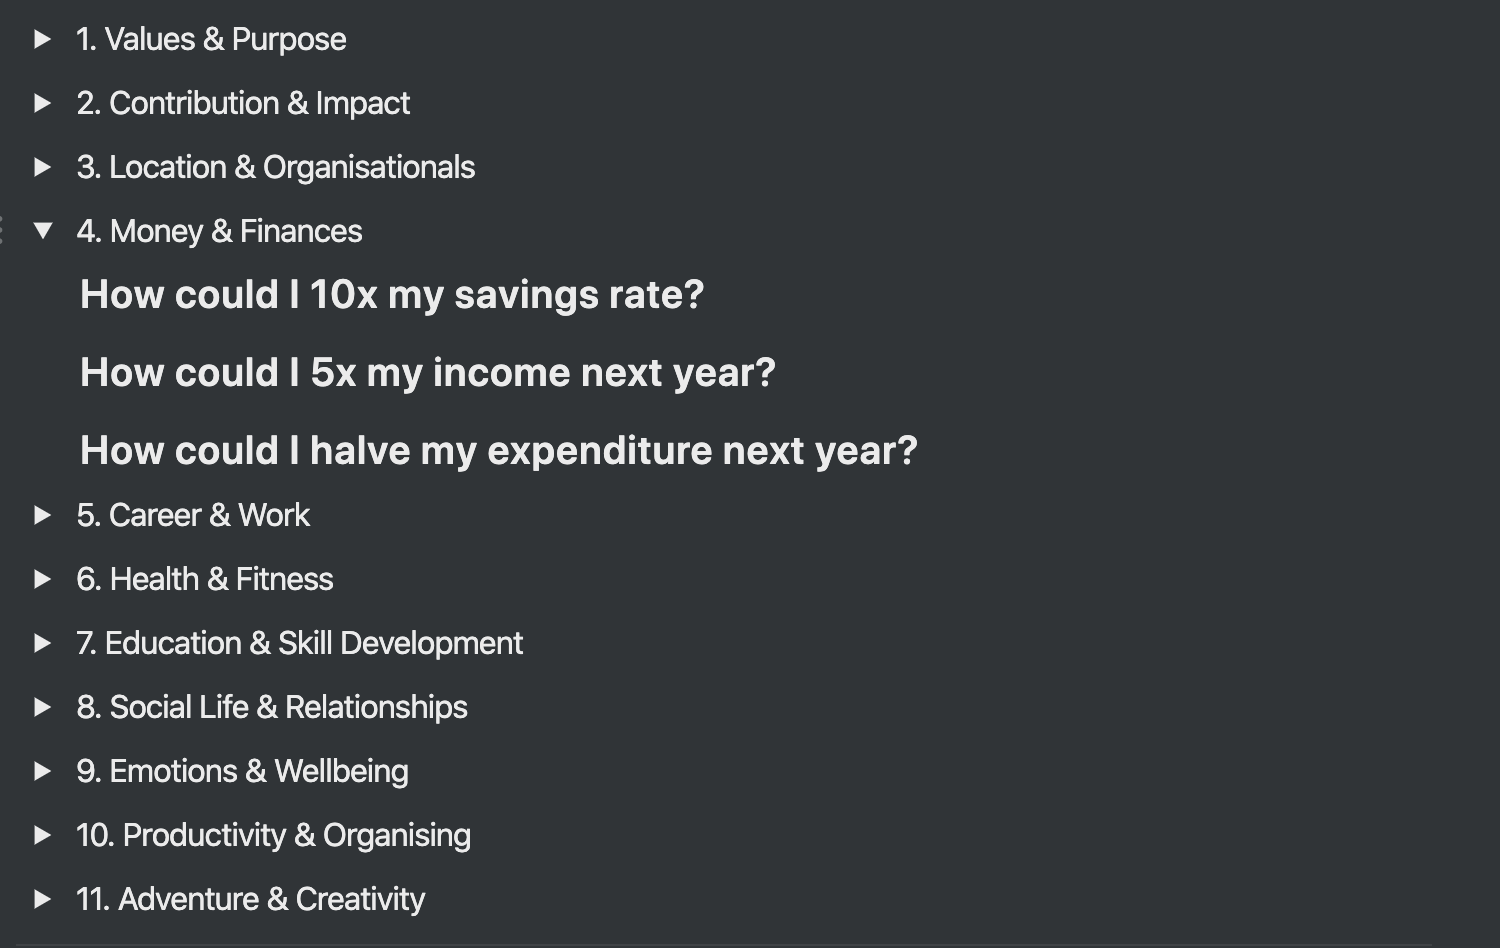 1. Values & Purpose
2. Contribution & Impact
3. Location & Organisationals
4. Money & Finances
How could I 10x my savings rate?
How could I 5x my income next year?
How could I halve my expenditure next year?
5. Career & Work
6. Health & Fitness
7. Education & Skill Development
8. Social Life & Relationships
9. Emotions & Wellbeing
10. Productivity & Organising
11. Adventure & Creativity